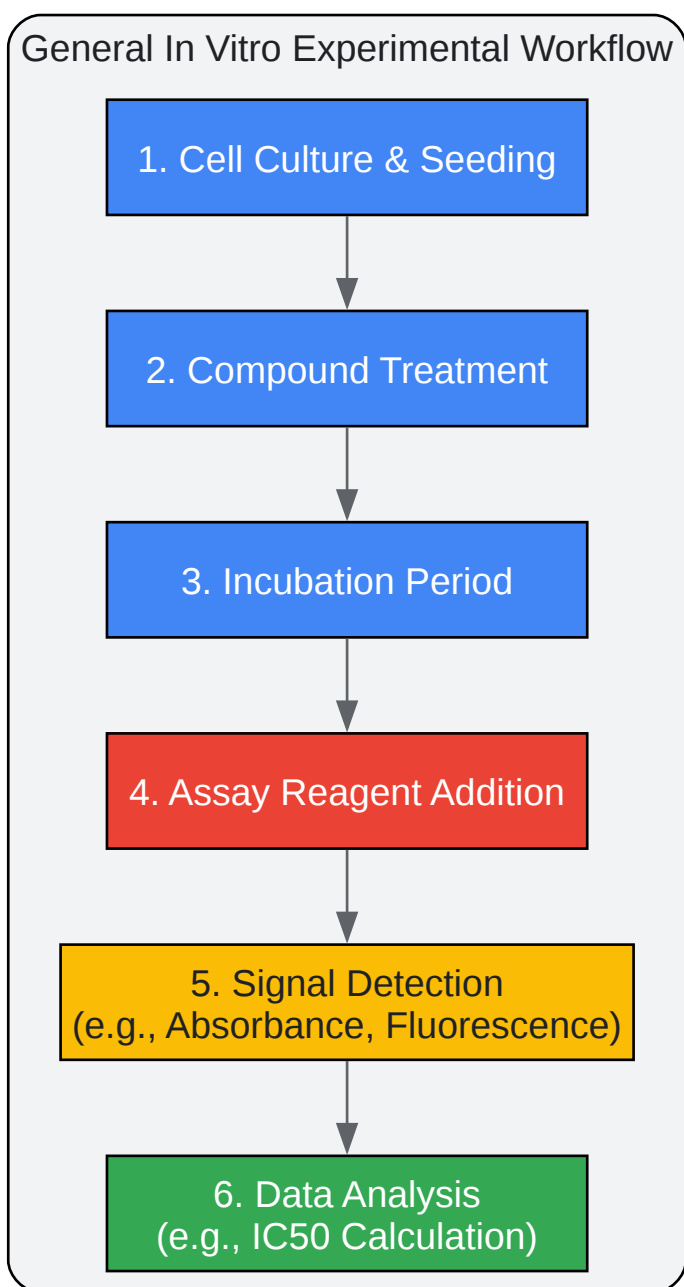 General In Vitro Experimental Workflow
1. Cell Culture & Seeding
2. Compound Treatment
3. Incubation Period
4. Assay Reagent Addition
5. Signal Detection
(e.g., Absorbance, Fluorescence)
6. Data Analysis
(e.g., IC50 Calculation)